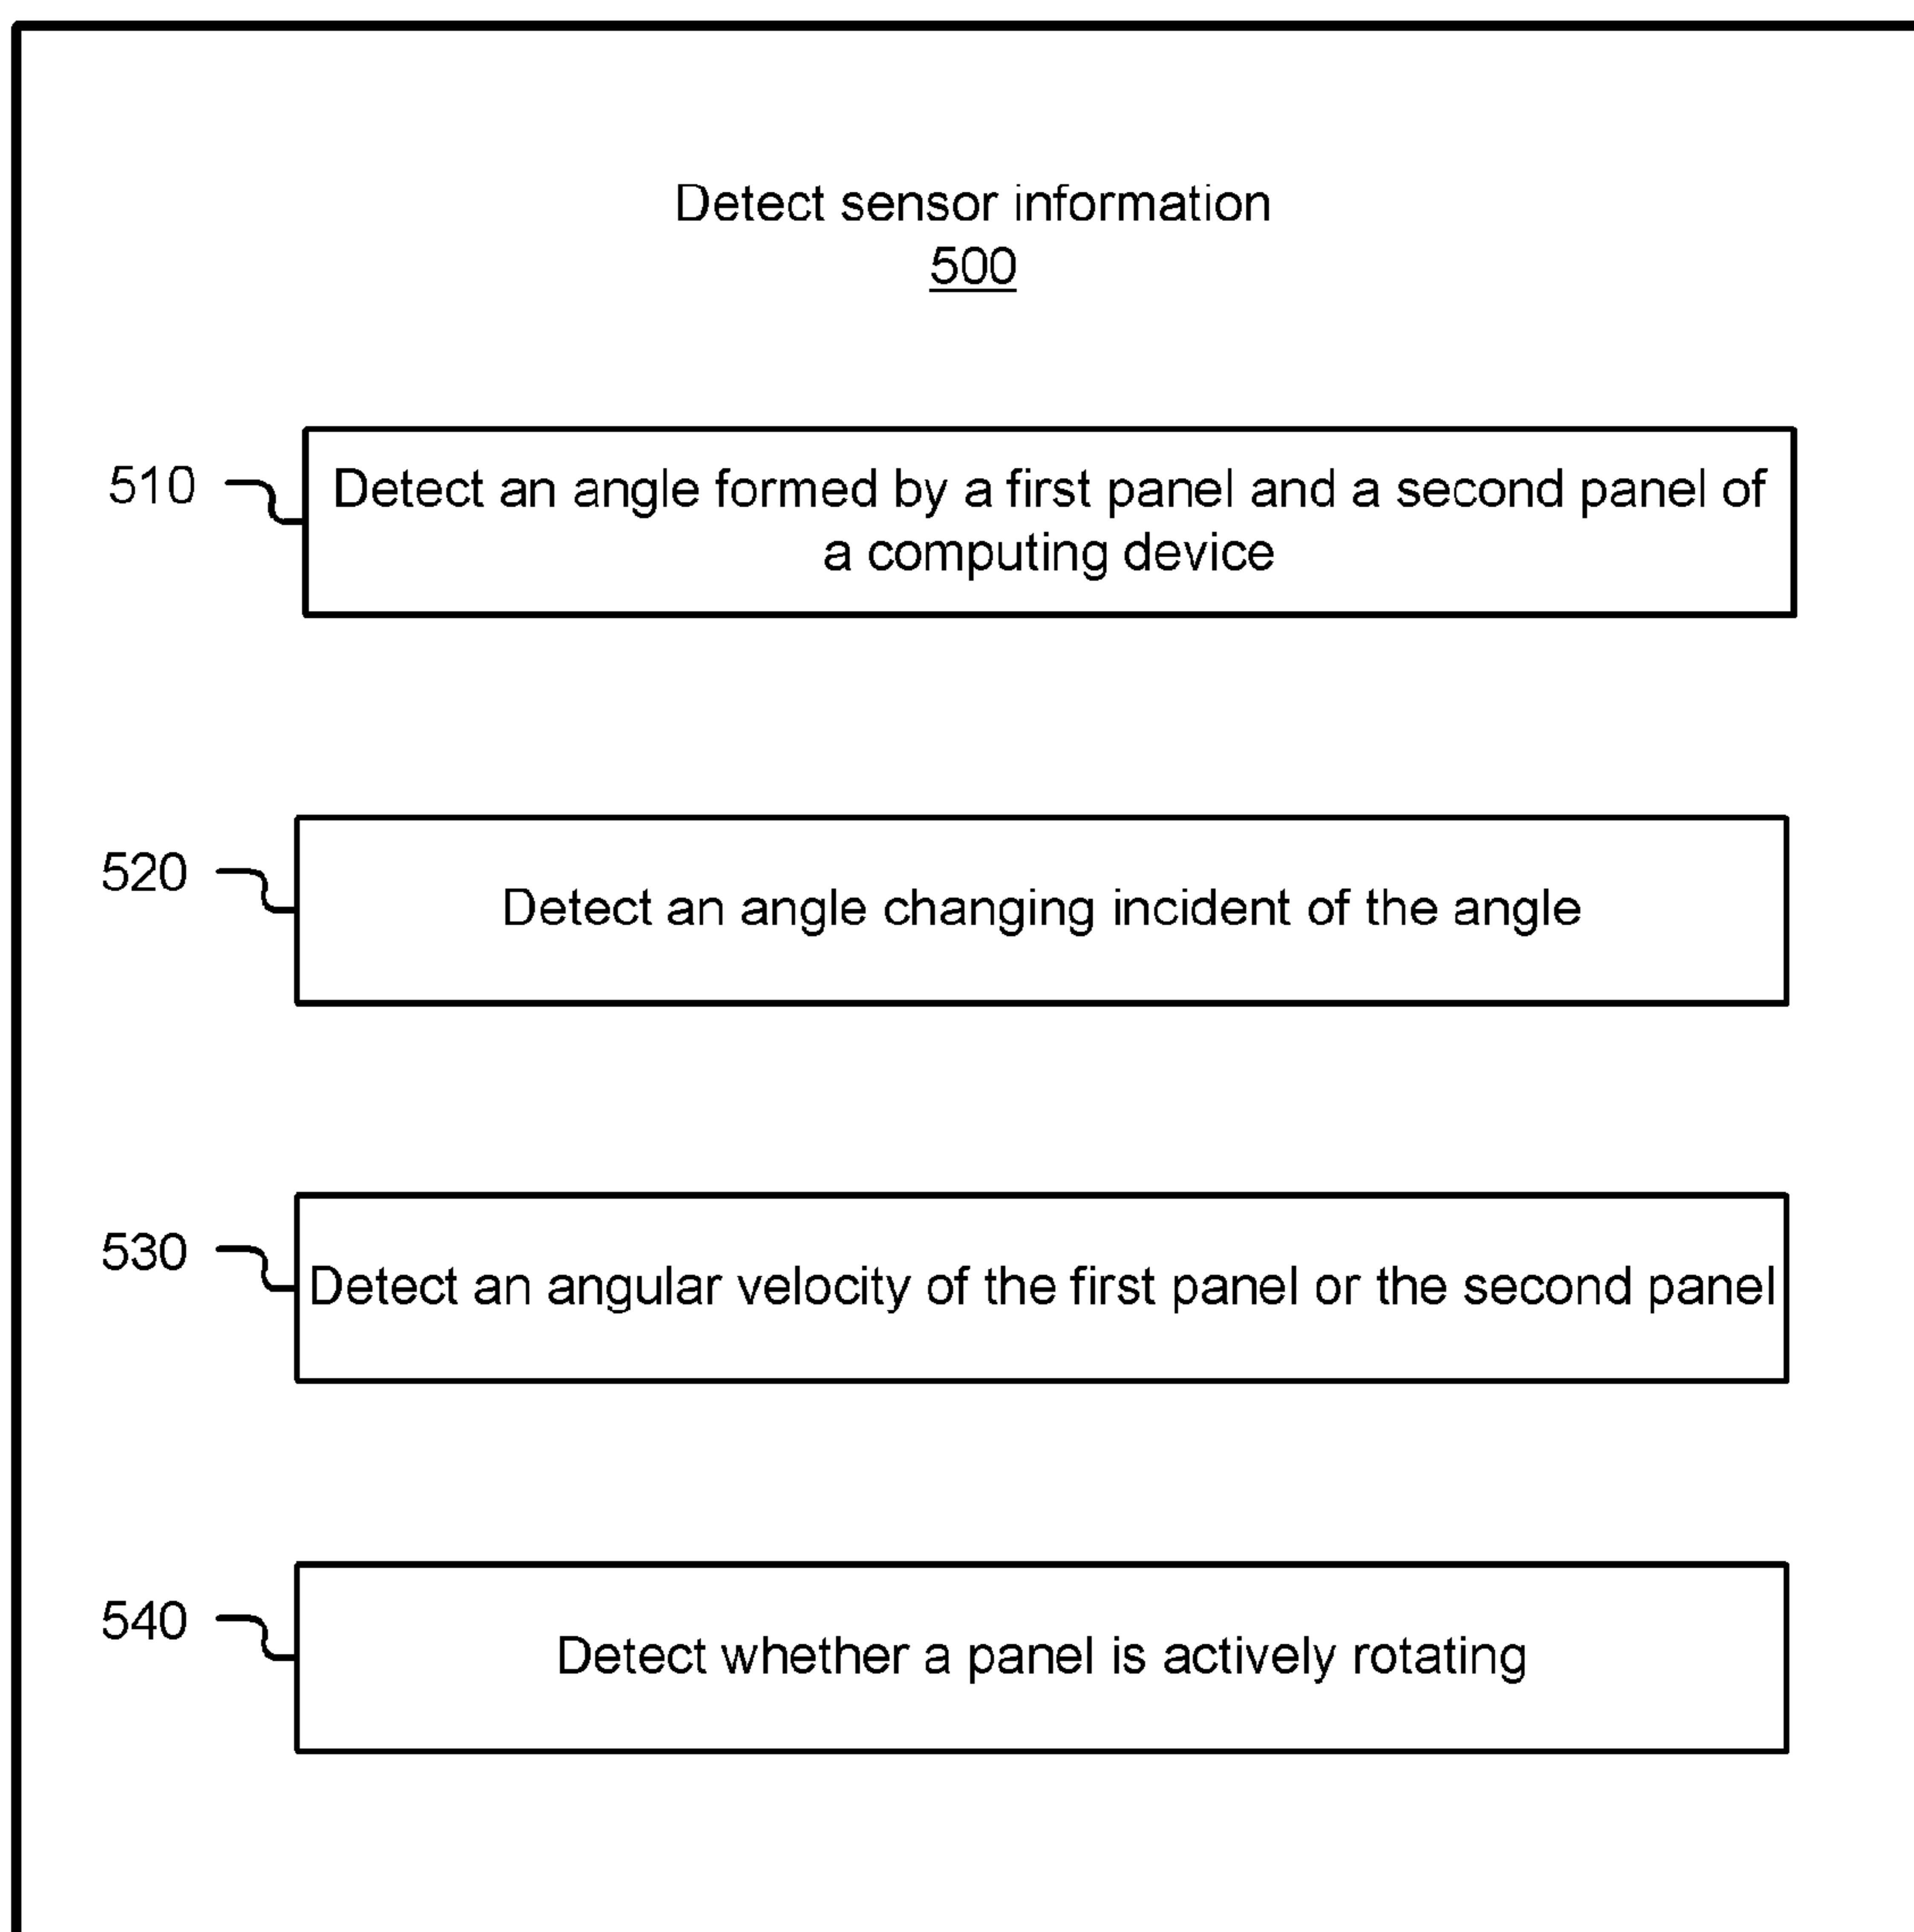 Detect sensor information
500
510
Detect an angle formed by a first panel and a second panel of
a computing device
520
Detect an angle changing incident of the angle
530
Detect an angular velocity of the first panel or the second panel
540
Detect whether a panel is actively rotating